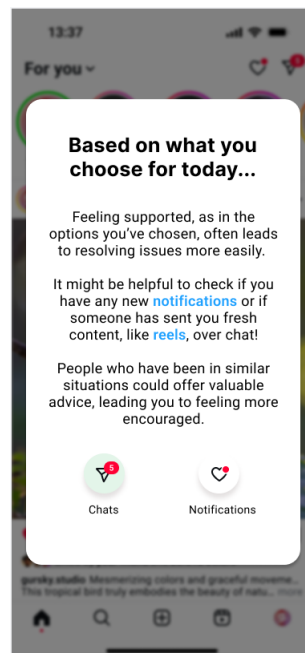 13:37
For you
Based on what you
choose for today...
Feeling supported, as in the
options you've chosen, often leads
to resolving issues more easily.
It might be helpful to check if you
have any new notifications or if
someone has sent you fresh
content, like reels, over chat!
People who have been in similar
situations could offer valuable
advice, leading you to feeling more
encouraged.
5
Chats
Notifications
gursky.studio Mesmerizing colors and graceful moveme...
This tropical bird truly embodies the beauty of natu... more